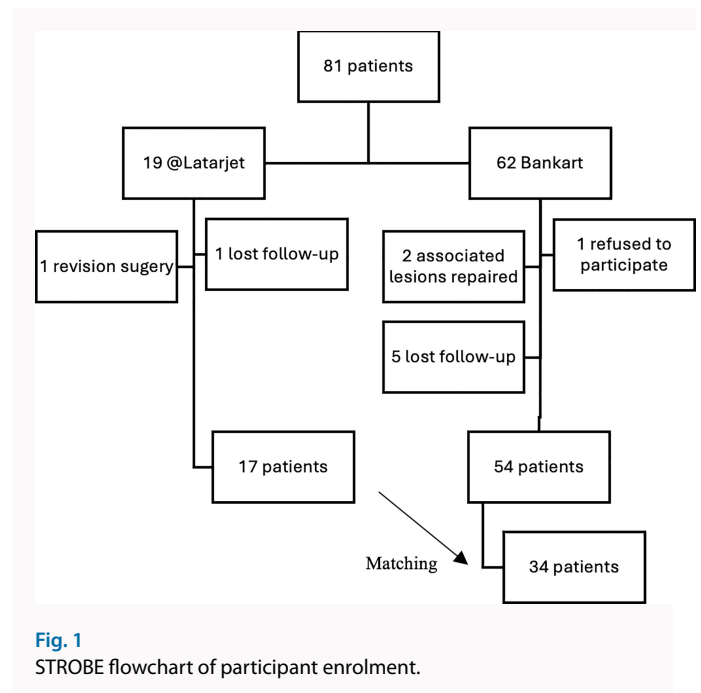 81 patients
19 @Latarjet
62 Bankart
1 revision sugery
1 lost follow-up
2 associated
lesions repaired
1 refused to
participate
5 lost follow-up
17 patients
54 patients
Matching
34 patients
Fig. 1
STROBE flowchart of participant enrolment.